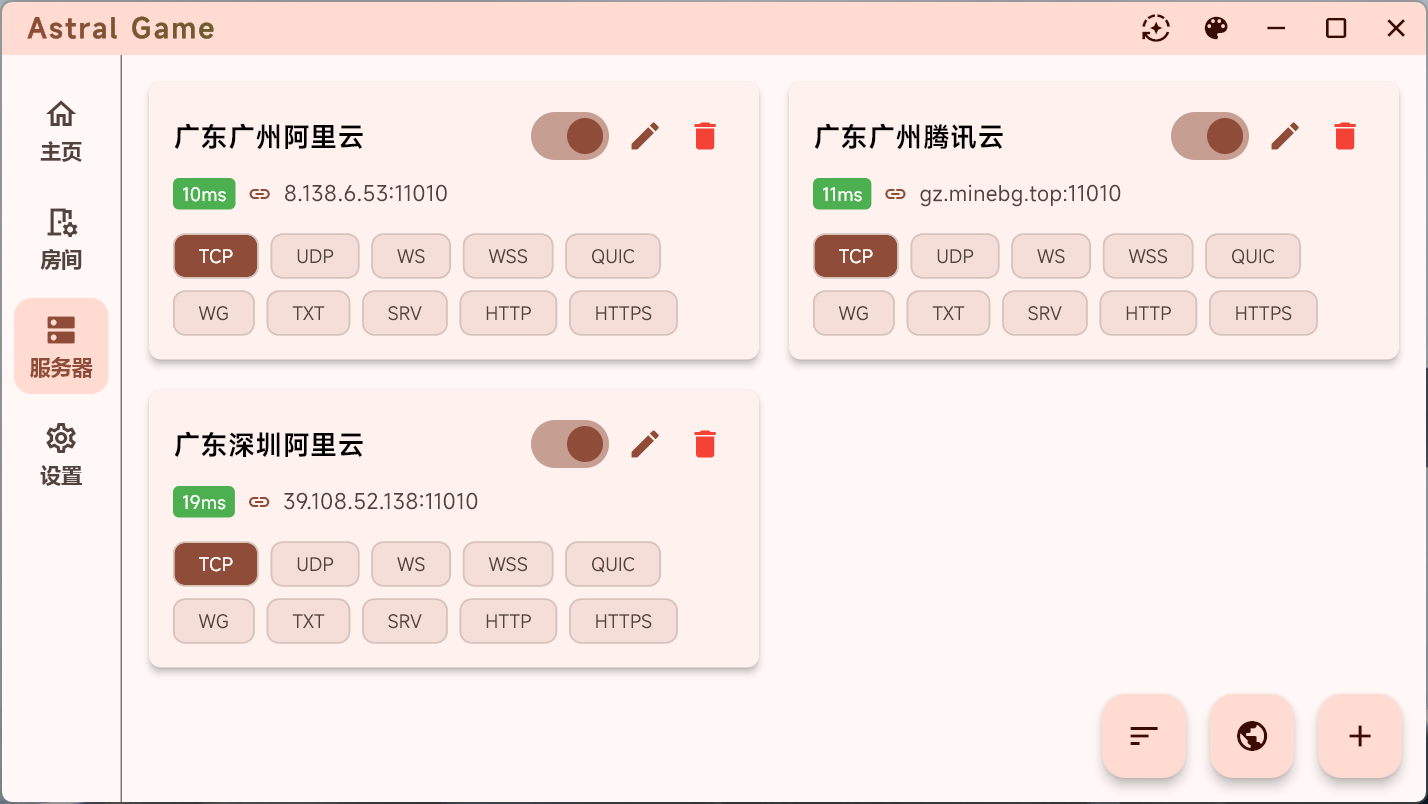 Astral Game
主页
房间
服务器
设置
广东广州阿里云
10ms 8.138.6.53:11010
TCP UDP WS WSS QUIC
WG TXT SRV HTTP HTTPS
广东广州腾讯云
11ms gz.minebg.top:11010
TCP UDP WS WSS QUIC
WG TXT SRV HTTP HTTPS
广东深圳阿里云
19ms 39.108.52.138:11010
TCP UDP WS WSS QUIC
WG TXT SRV HTTP HTTPS